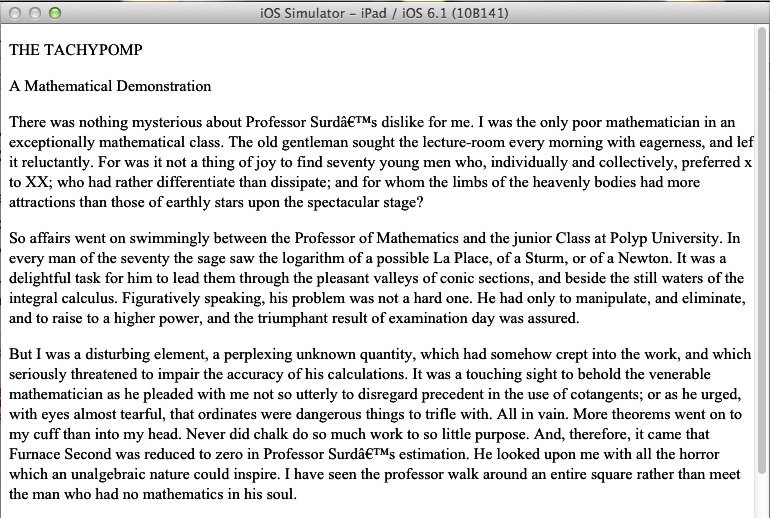 iOS Simulator – iPad / iOS 6.1 (10B141)
THE TACHYPOMP
A Mathematical Demonstration
There was nothing mysterious about Professor Surdâ€™s dislike for me. I was the only poor mathematician in an
exceptionally mathematical class. The old gentleman sought the lecture-room every morning with eagerness, and lef
it reluctantly. For was it not a thing of joy to find seventy young men who, individually and collectively, preferred x
to XX; who had rather differentiate than dissipate; and for whom the limbs of the heavenly bodies had more
attractions than those of earthly stars upon the spectacular stage?
So affairs went on swimmingly between the Professor of Mathematics and the junior Class at Polyp University. In
every man of the seventy the sage saw the logarithm of a possible La Place, of a Sturm, or of a Newton. It was a
delightful task for him to lead them through the pleasant valleys of conic sections, and beside the still waters of the
integral calculus. Figuratively speaking, his problem was not a hard one. He had only to manipulate, and eliminate,
and to raise to a higher power, and the triumphant result of examination day was assured.
But I was a disturbing element, a perplexing unknown quantity, which had somehow crept into the work, and which
seriously threatened to impair the accuracy of his calculations. It was a touching sight to behold the venerable
mathematician as he pleaded with me not so utterly to disregard precedent in the use of cotangents; or as he urged,
with eyes almost tearful, that ordinates were dangerous things to trifle with. All in vain. More theorems went on to
my cuff than into my head. Never did chalk do so much work to so little purpose. And, therefore, it came that
Furnace Second was reduced to zero in Professor Surdâ€™s estimation. He looked upon me with all the horror
which an unalgebraic nature could inspire. I have seen the professor walk around an entire square rather than meet
the man who had no mathematics in his soul.